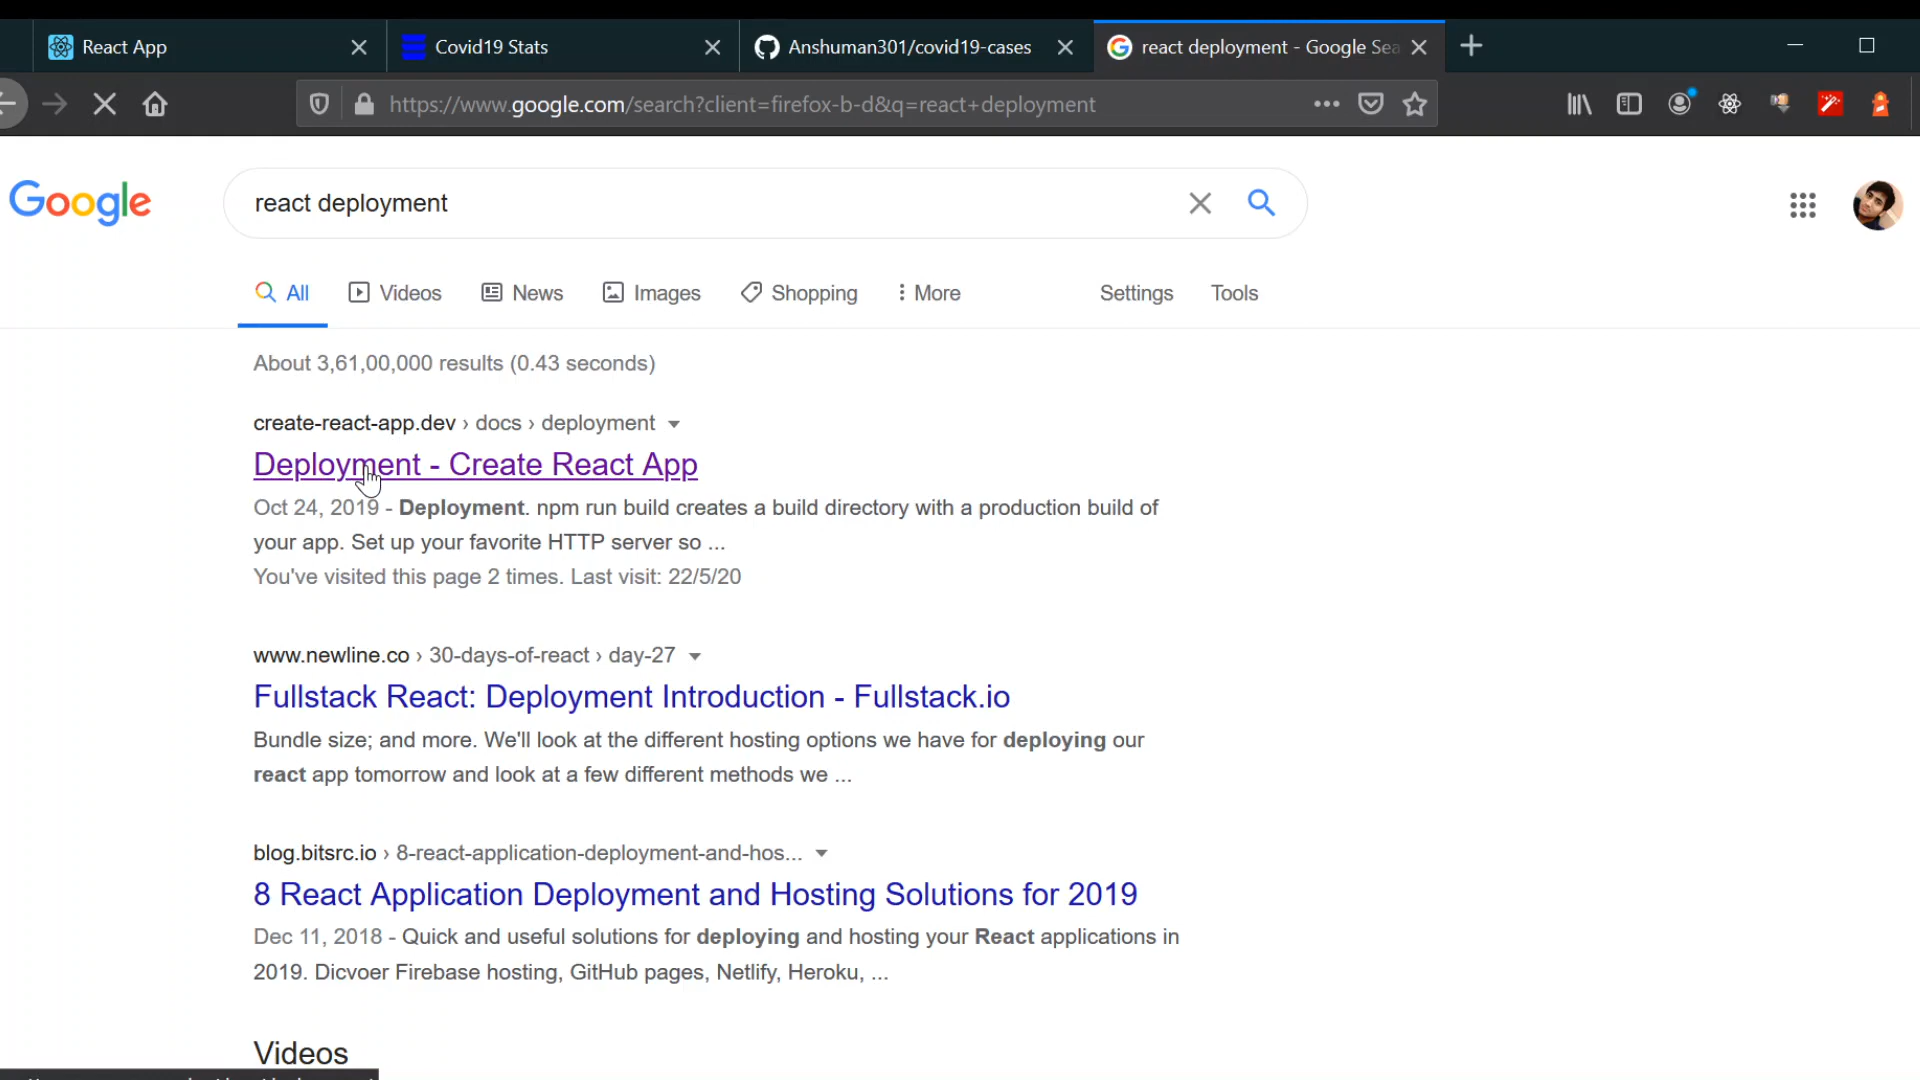 React App
Covid19 Stats
Anshuman301/covid19-cases
react deployment - Google Sea
https://www.google.com/search?client=firefox-b-d&q=react+deployment
Google
react deployment
All
Videos
News
Images
Shopping
More
Settings
Tools
About 3,61,00,000 results (0.43 seconds)
create-react-app.dev › docs › deployment
Deployment - Create React App
Oct 24, 2019 - Deployment. npm run build creates a build directory with a production build of
your app. Set up your favorite HTTP server so ...
You've visited this page 2 times. Last visit: 22/5/20
www.newline.co › 30-days-of-react › day-27
Fullstack React: Deployment Introduction - Fullstack.io
Bundle size; and more. We'll look at the different hosting options we have for deploying our
react app tomorrow and look at a few different methods we ...
blog.bitsrc.io › 8-react-application-deployment-and-hos...
8 React Application Deployment and Hosting Solutions for 2019
Dec 11, 2018 - Quick and useful solutions for deploying and hosting your React applications in
2019. Dicvoer Firebase hosting, GitHub pages, Netlify, Heroku, ...
Videos